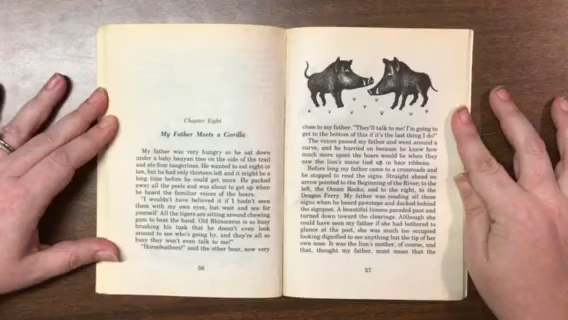 Chapter Eight
My Father Meets a Gorilla
My father was very hungry so he sat down
under a baby banyan tree on the side of the trail
and ate four tangerines. He wanted to eat eight or
ten, but he had only thirteen left and it might be a
long time before he could get more. He packed
away all the peels and was about to get up when
he heard the familiar voices of the boars.
"I wouldn't have believed it if I hadn't seen
them with my own eyes, but wait and see for
yourself. All the tigers are sitting around chewing
gum to beat the band. Old Rhinoceros is so busy
brushing his tusk that he doesn't even look
around to see who's going by, and they're all so
busy they won't even talk to me!"
"Horsefeathers!" said the other boar, now very
56
close to my father. "They'll talk to me! I'm going to
get to the bottom of this if it's the last thing I do!"
The voices passed my father and went around a
curve, and he hurried on because he knew how
much more upset the boars would be when they
saw the lion's mane tied up in hair ribbons.
Before long my father came to a crossroads and
he stopped to read the signs. Straight ahead an
arrow pointed to the Beginning of the River; to the
left, the Ocean Rocks; and to the right, to the
Dragon Ferry. My father was reading all these
signs when he heard pawsteps and ducked behind
the signpost. A beautiful lioness paraded past and
turned down toward the clearings. Although she
could have seen my father if she had bothered to
glance at the post, she was much too occupied
looking dignified to see anything but the tip of her
own nose. It was the lion's mother, of course, and
that, thought my father, must mean that the
57